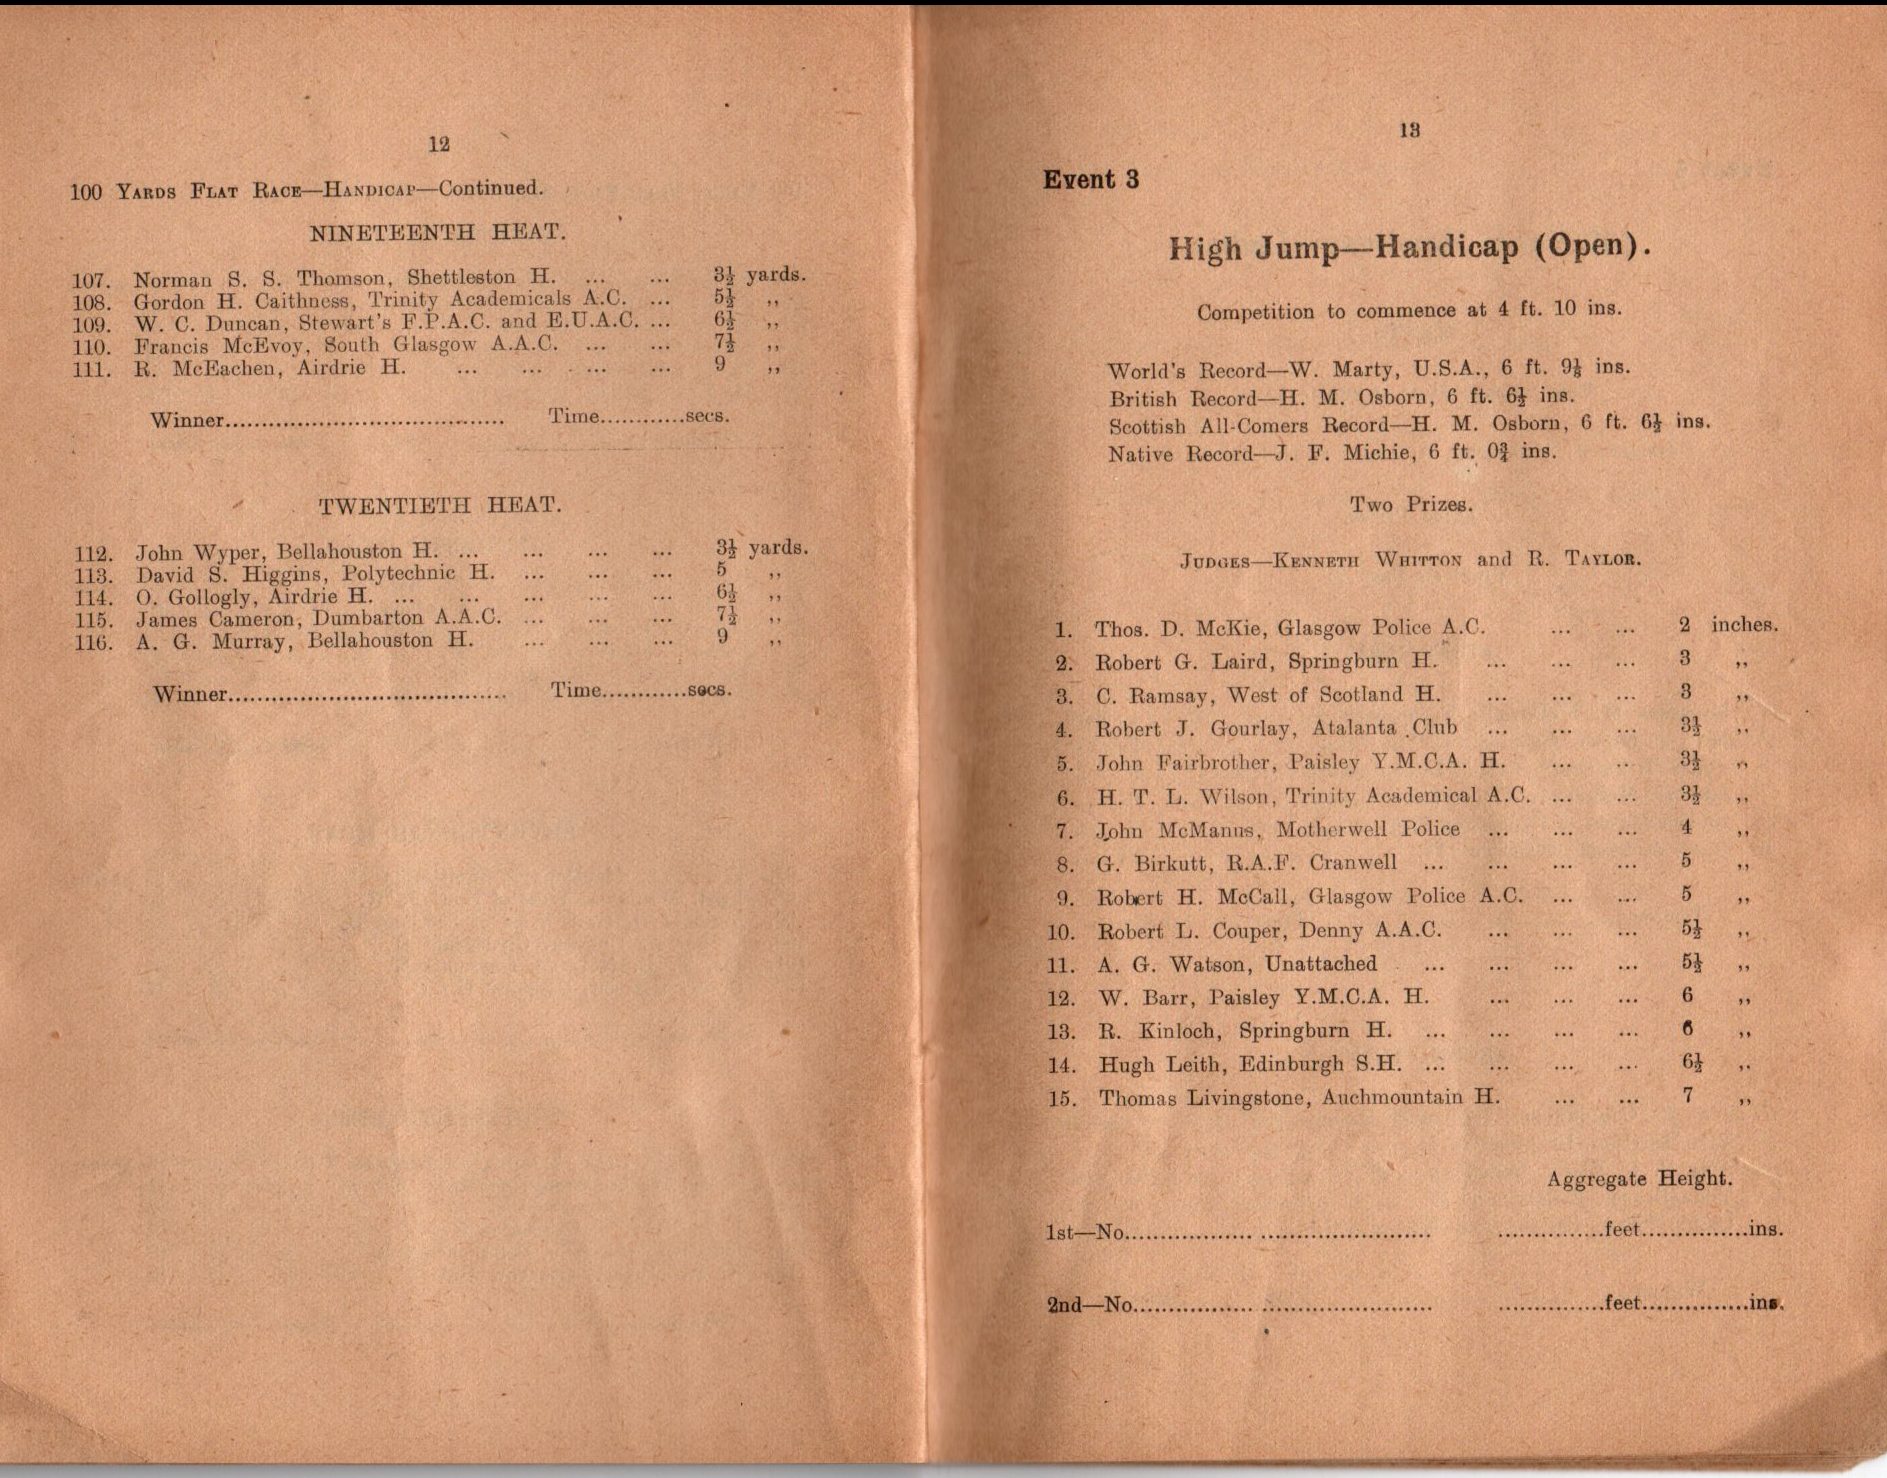 12
100 Yards Flat Race—Handicap—Continued.
NINETEENTH HEAT.
107. Norman S. S. Thomson, Shettleston H. ... ... 3½ yards.
108. Gordon H. Caithness, Trinity Academicals A.C. ... 5½ ,,
109. W. C. Duncan, Stewart's F.P.A.C. and E.U.A.C. ... 6½ ,,
110. Francis McEvoy, South Glasgow A.A.C. ... ... 7½ ,,
111. R. McEachen, Airdrie H. ... ... ... ... 9 ,,
Winner....................................... Time............secs.
TWENTIETH HEAT.
112. John Wyper, Bellahouston H. ... ... ... ... 3½ yards.
113. David S. Higgins, Polytechnic H. ... ... ... 5 ,,
114. O. Gollogly, Airdrie H. ... ... ... ... ... 6½ ,,
115. James Cameron, Dumbarton A.A.C. ... ... ... 7½ ,,
116. A. G. Murray, Bellahouston H. ... ... ... 9 ,,
Winner....................................... Time............secs.
13
Event 3
High Jump—Handicap (Open).
Competition to commence at 4 ft. 10 ins.
World's Record—W. Marty, U.S.A., 6 ft. 9⅛ ins.
British Record—H. M. Osborn, 6 ft. 6½ ins.
Scottish All-Comers Record—H. M. Osborn, 6 ft. 6½ ins.
Native Record—J. F. Michie, 6 ft. 0¾ ins.
Two Prizes.
Judges—Kenneth Whitton and R. Taylor.
1. Thos. D. McKie, Glasgow Police A.C. ... ... 2 inches.
2. Robert G. Laird, Springburn H. ... ... ... 3 ,,
3. C. Ramsay, West of Scotland H. ... ... ... 3 ,,
4. Robert J. Gourlay, Atalanta Club ... ... ... 3½ ,,
5. John Fairbrother, Paisley Y.M.C.A. H. ... .. 3½ ,,
6. H. T. L. Wilson, Trinity Academical A.C. ... ... 3½ ,,
7. John McManus, Motherwell Police ... ... ... 4 ,,
8. G. Birkutt, R.A.F. Cranwell ... ... ... ... 5 ,,
9. Robert H. McCall, Glasgow Police A.C. ... ... 5 ,,
10. Robert L. Couper, Denny A.A.C. ... ... ... 5½ ,,
11. A. G. Watson, Unattached ... ... ... ... 5½ ,,
12. W. Barr, Paisley Y.M.C.A. H. ... ... ... 6 ,,
13. R. Kinloch, Springburn H. ... ... ... ... 6 ,,
14. Hugh Leith, Edinburgh S.H. ... ... ... ... 6½ ,,
15. Thomas Livingstone, Auchmountain H. ... ... 7 ,,
Aggregate Height.
1st—No.................. ........................ ...............feet...............ins.
2nd—No.................. ........................ ...............feet...............ins.